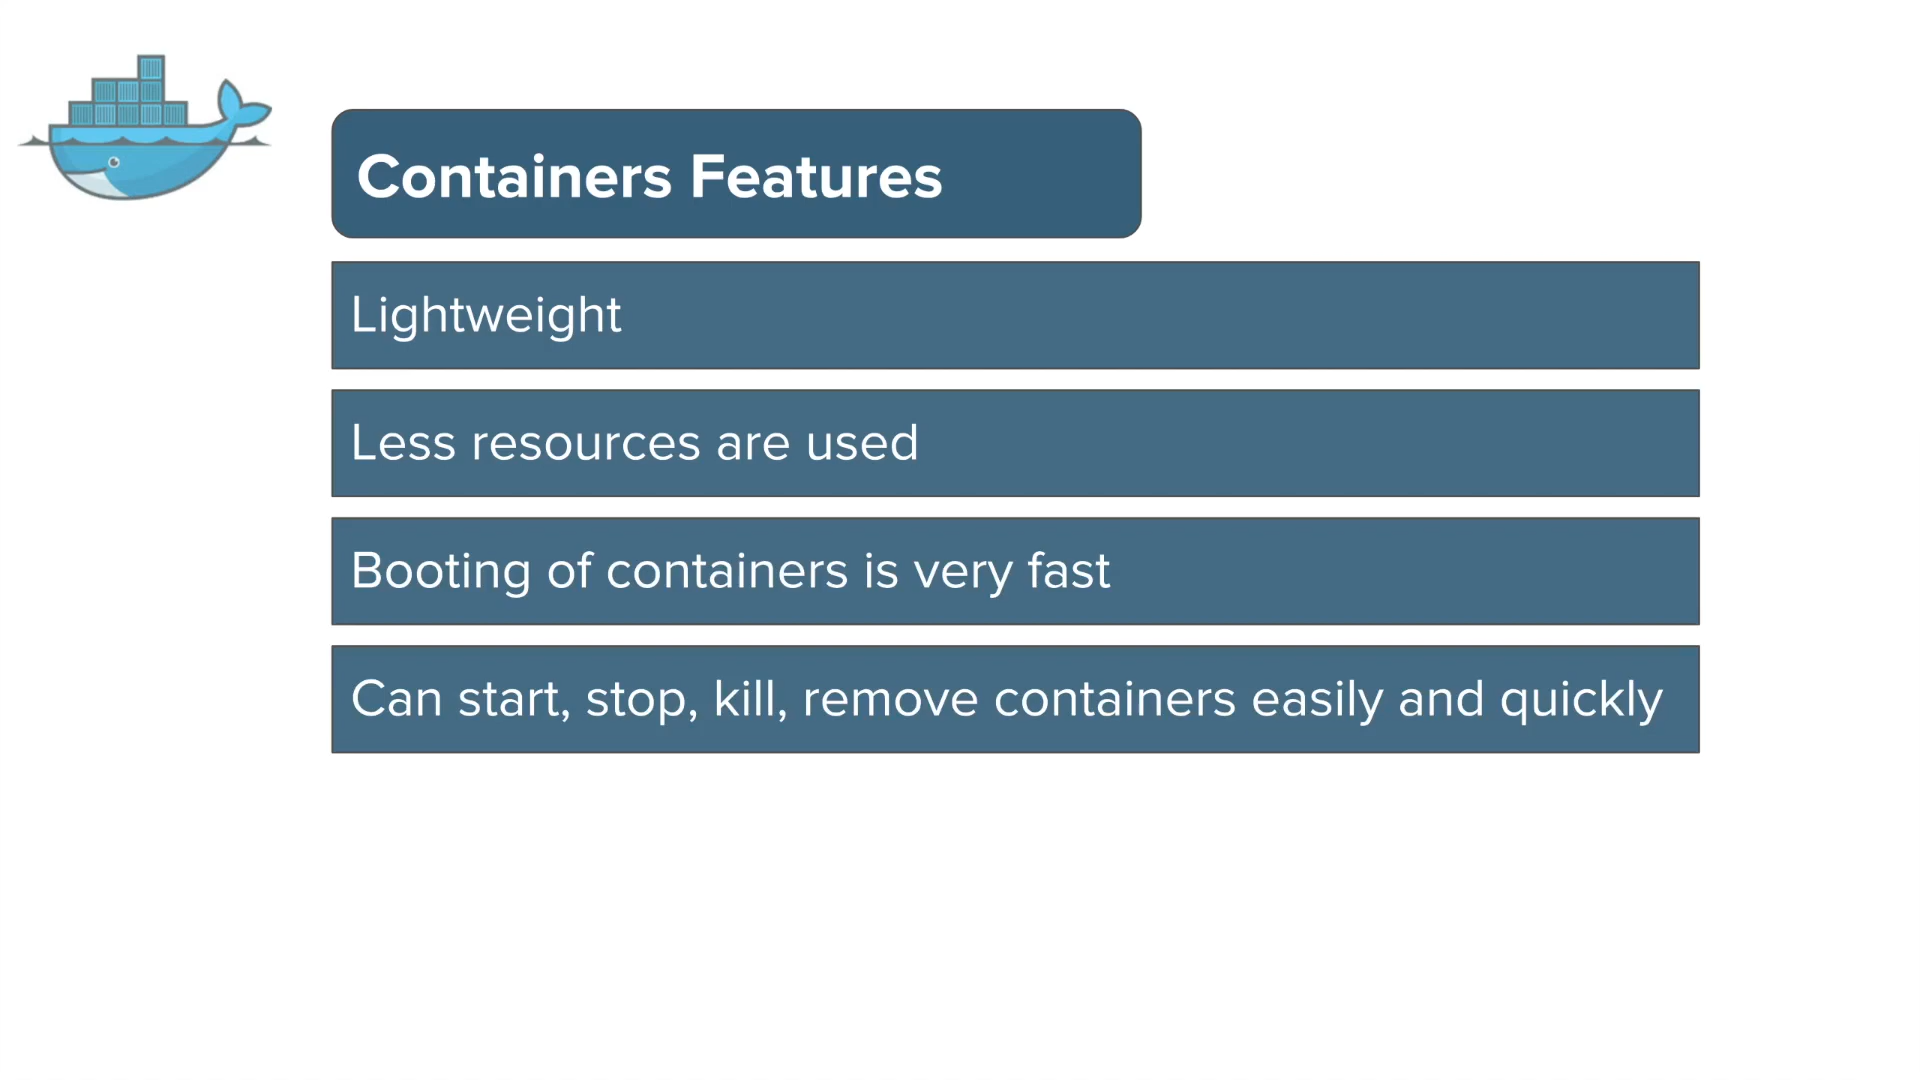 Containers Features
Lightweight
Less resources are used
Booting of containers is very fast
Can start, stop, kill, remove containers easily and quickly